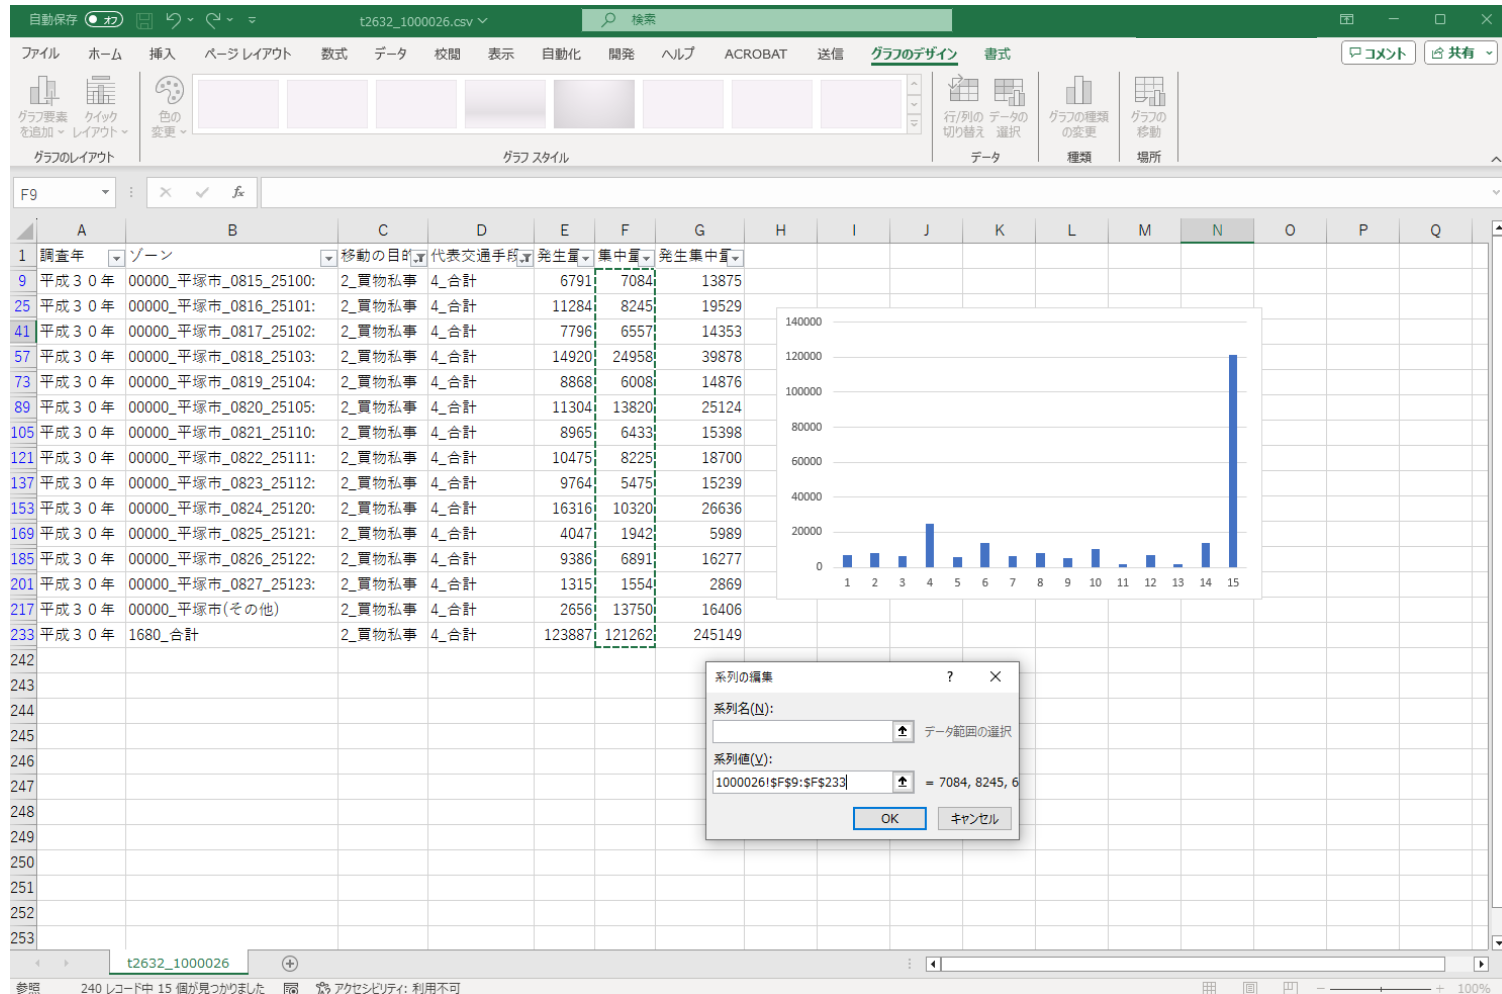 自動保存 オフ t2632_1000026.csv 検索
ファイル ホーム 挿入 ページ レイアウト 数式 データ 校閲 表示 自動化 開発 ヘルプ ACROBAT 送信 グラフのデザイン 書式 コメント 共有
グラフ要素を追加 クイックレイアウト 色の変更 行/列の切り替え データの選択 グラフの種類の変更 グラフの移動
グラフのレイアウト グラフ スタイル データ 種類 場所
F9 fx
A B C D E F G H I J K L M N O P Q
1 調査年 ゾーン 移動の目的 代表交通手段 発生量 集中量 発生集中量
9 平成３０年 00000_平塚市_0815_25100: 2_買物私事 4_合計 6791 7084 13875
25 平成３０年 00000_平塚市_0816_25101: 2_買物私事 4_合計 11284 8245 19529
41 平成３０年 00000_平塚市_0817_25102: 2_買物私事 4_合計 7796 6557 14353
57 平成３０年 00000_平塚市_0818_25103: 2_買物私事 4_合計 14920 24958 39878
73 平成３０年 00000_平塚市_0819_25104: 2_買物私事 4_合計 8868 6008 14876
89 平成３０年 00000_平塚市_0820_25105: 2_買物私事 4_合計 11304 13820 25124
105 平成３０年 00000_平塚市_0821_25110: 2_買物私事 4_合計 8965 6433 15398
121 平成３０年 00000_平塚市_0822_25111: 2_買物私事 4_合計 10475 8225 18700
137 平成３０年 00000_平塚市_0823_25112: 2_買物私事 4_合計 9764 5475 15239
153 平成３０年 00000_平塚市_0824_25120: 2_買物私事 4_合計 16316 10320 26636
169 平成３０年 00000_平塚市_0825_25121: 2_買物私事 4_合計 4047 1942 5989
185 平成３０年 00000_平塚市_0826_25122: 2_買物私事 4_合計 9386 6891 16277
201 平成３０年 00000_平塚市_0827_25123: 2_買物私事 4_合計 1315 1554 2869
217 平成３０年 00000_平塚市(その他) 2_買物私事 4_合計 2656 13750 16406
233 平成３０年 1680_合計 2_買物私事 4_合計 123887 121262 245149
140000
120000
100000
80000
60000
40000
20000
0
1 2 3 4 5 6 7 8 9 10 11 12 13 14 15
242
243
244
245
246
247
248
249
250
251
252
253
系列の編集 ?
系列名(N):
データ範囲の選択
系列値(V):
1000026!$F$9:$F$233 = 7084, 8245, 6
OK キャンセル
t2632_1000026
参照 240 レコード中 15 個が見つかりました アクセシビリティ: 利用不可 100%